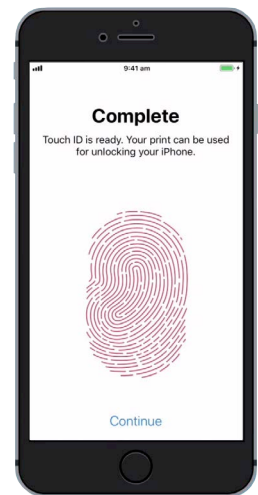 9:41 am
Complete
Touch ID is ready. Your print can be used
for unlocking your iPhone.
Continue